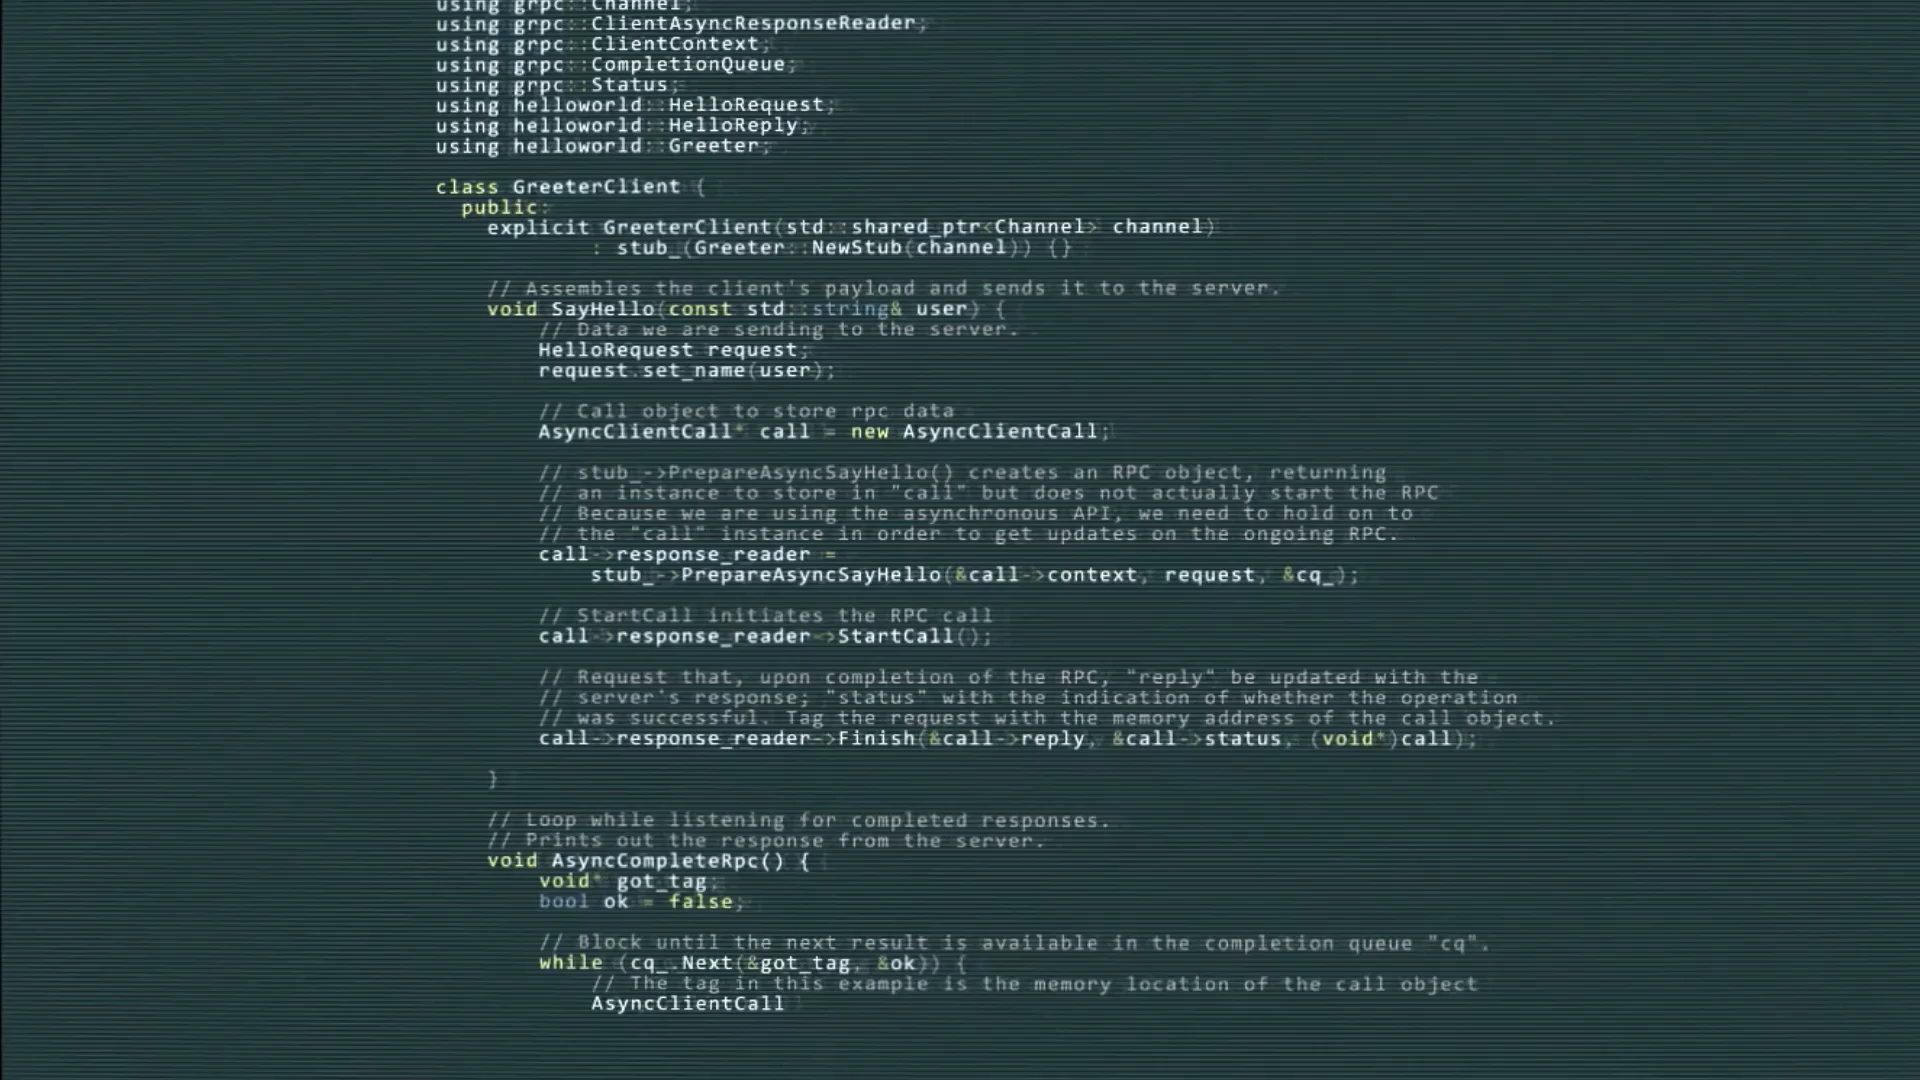 using grpc::Channel;
using grpc::ClientAsyncResponseReader;
using grpc::ClientContext;
using grpc::CompletionQueue;
using grpc::Status;
using helloworld::HelloRequest;
using helloworld::HelloReply;
using helloworld::Greeter;
class GreeterClient {
public:
explicit GreeterClient(std::shared_ptr<Channel> channel)
: stub_(Greeter::NewStub(channel)) {}
// Assembles the client's payload and sends it to the server.
void SayHello(const std::string& user) {
// Data we are sending to the server.
HelloRequest request;
request.set_name(user);
// Call object to store rpc data
AsyncClientCall* call = new AsyncClientCall;
// stub_->PrepareAsyncSayHello() creates an RPC object, returning
// an instance to store in "call" but does not actually start the RPC
// Because we are using the asynchronous API, we need to hold on to
// the "call" instance in order to get updates on the ongoing RPC.
call->response_reader =
stub_->PrepareAsyncSayHello(&call->context, request, &cq_);
// StartCall initiates the RPC call
call->response_reader->StartCall();
// Request that, upon completion of the RPC, "reply" be updated with the
// server's response; "status" with the indication of whether the operation
// was successful. Tag the request with the memory address of the call object.
call->response_reader->Finish(&call->reply, &call->status, (void*)call);
}
// Loop while listening for completed responses.
// Prints out the response from the server.
void AsyncCompleteRpc() {
void* got_tag;
bool ok = false;
// Block until the next result is available in the completion queue "cq".
while (cq_.Next(&got_tag, &ok)) {
// The tag in this example is the memory location of the call object
AsyncClientCall